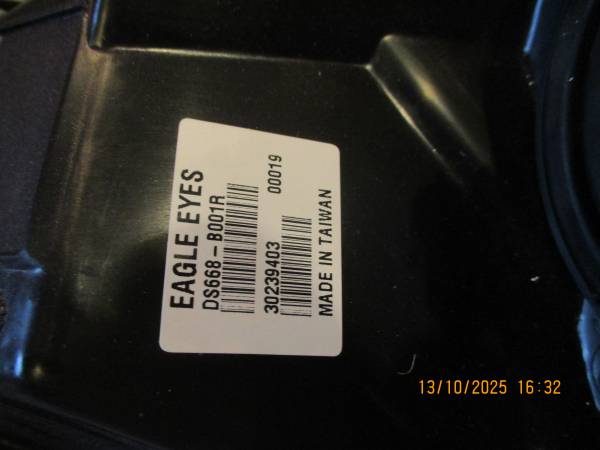 EAGLE EYES
DS668-B001R
30239403 00019
MADE IN TAIWAN
13/10/2025 16:32